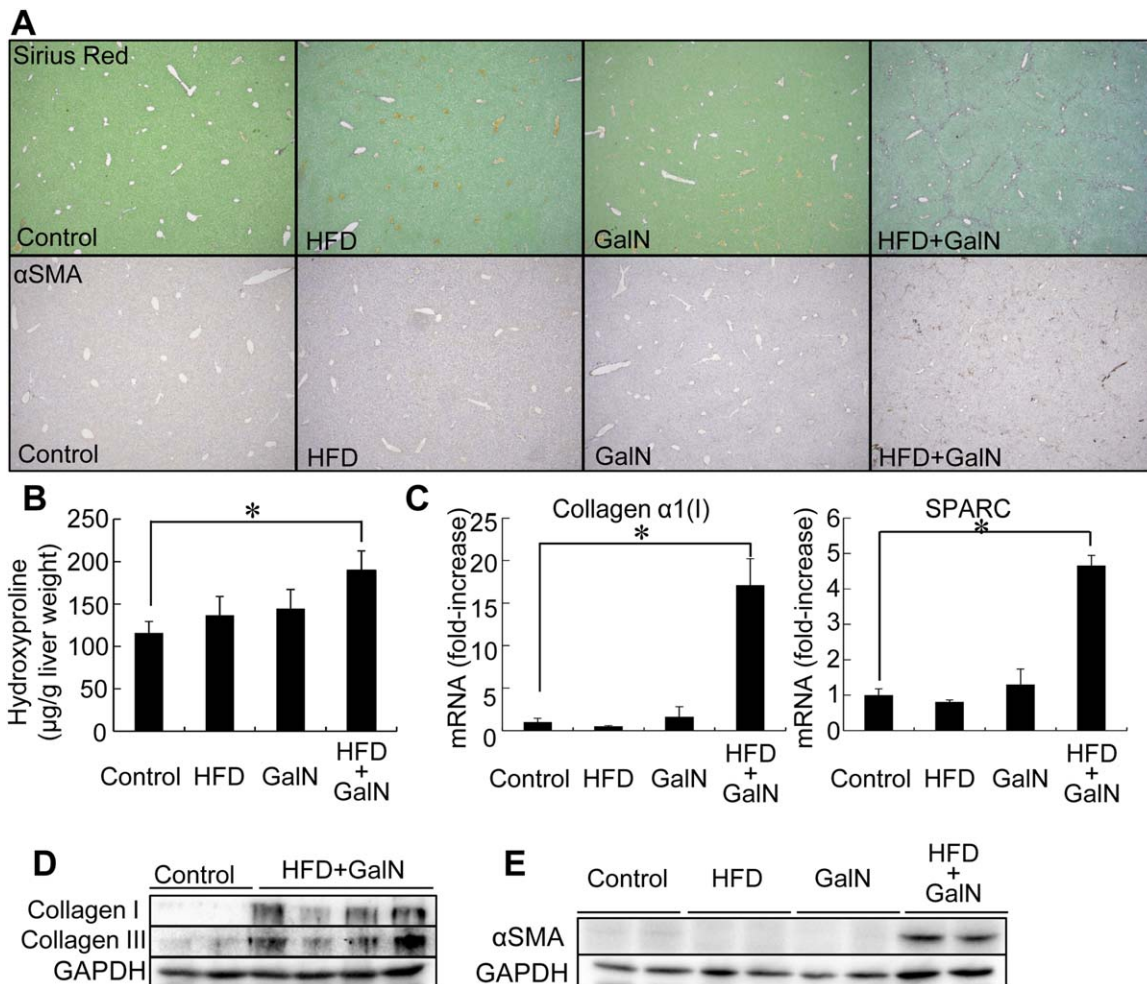 A
Sirius Red
Control
HFD
GalN
HFD+GalN
αSMA
Control
HFD
GalN
HFD+GalN
B
Hydroxyproline
(µg/g liver weight)
250
200
150
100
50
0
*
Control
HFD
GalN
HFD
+
GalN
C
Collagen α1(I)
*
mRNA (fold-increase)
25
20
15
10
5
0
Control
HFD
GalN
HFD
+
GalN
SPARC
*
mRNA (fold-increase)
6
5
4
3
2
1
0
Control
HFD
GalN
HFD
+
GalN
D
Control
HFD+GalN
Collagen I
Collagen III
GAPDH
E
Control
HFD
GalN
HFD
+
GalN
αSMA
GAPDH